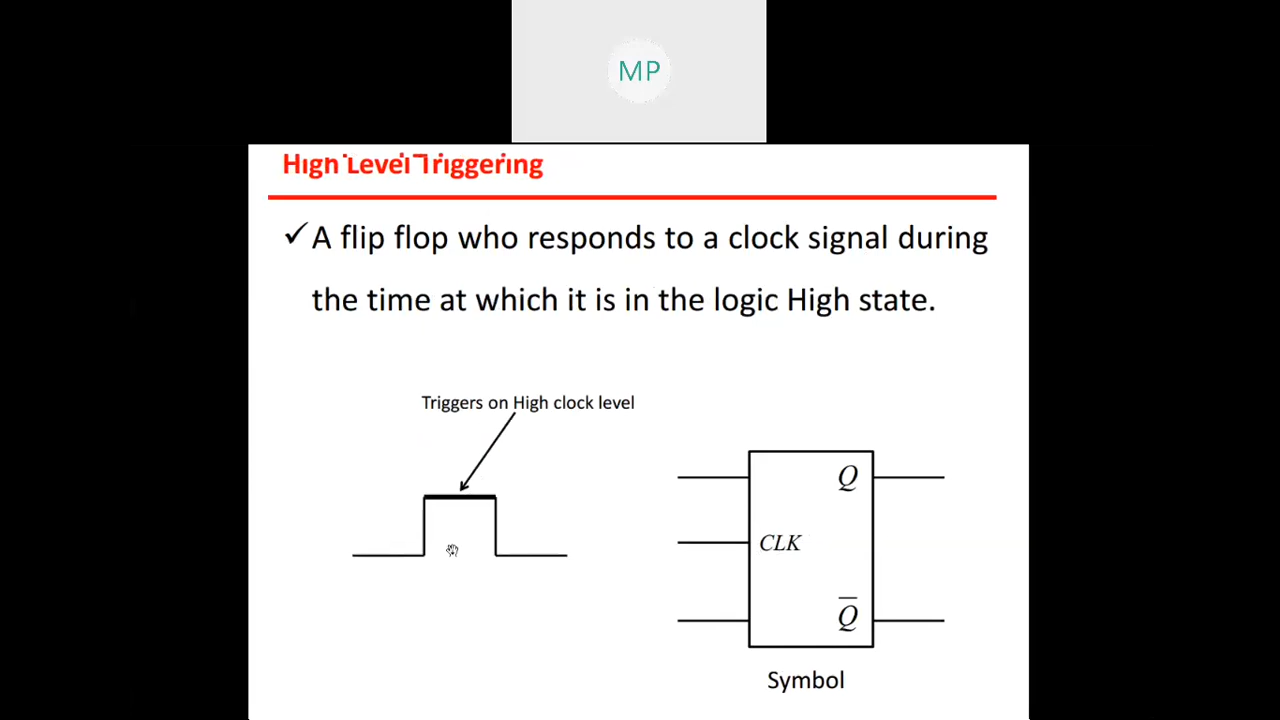 MP
High Level Triggering
✓ A flip flop who responds to a clock signal during
the time at which it is in the logic High state.
Triggers on High clock level
Q
CLK
Q̅
Symbol